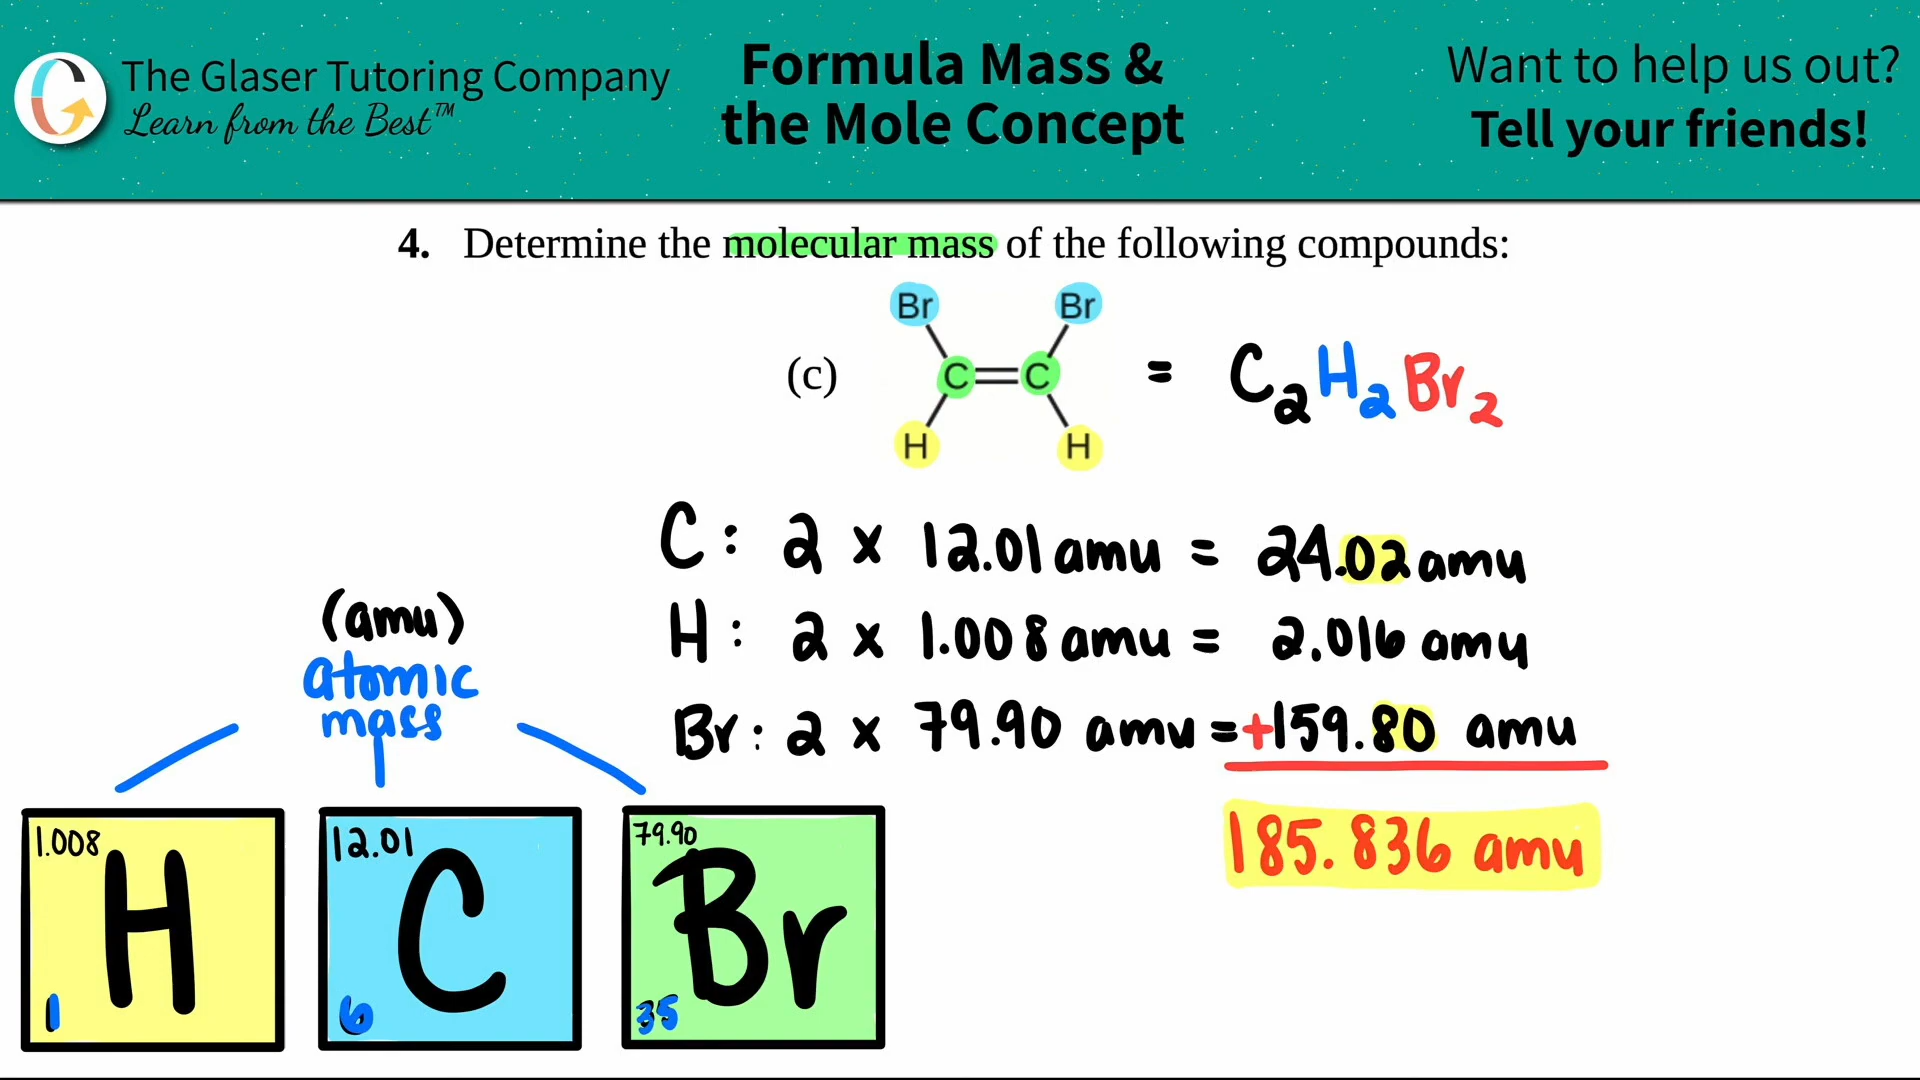 The Glaser Tutoring Company
Learn from the Best™
Formula Mass &
the Mole Concept
Want to help us out?
Tell your friends!
4. Determine the molecular mass of the following compounds:
Br Br
(c) C C = C₂H₂Br₂
H H
C: 2 x 12.01 amu = 24.02 amu
H: 2 x 1.008 amu = 2.016 amu
Br: 2 x 79.90 amu = +159.80 amu
185.836 amu
(amu)
atomic
mass
1.008
H
1
12.01
C
6
79.90
Br
35